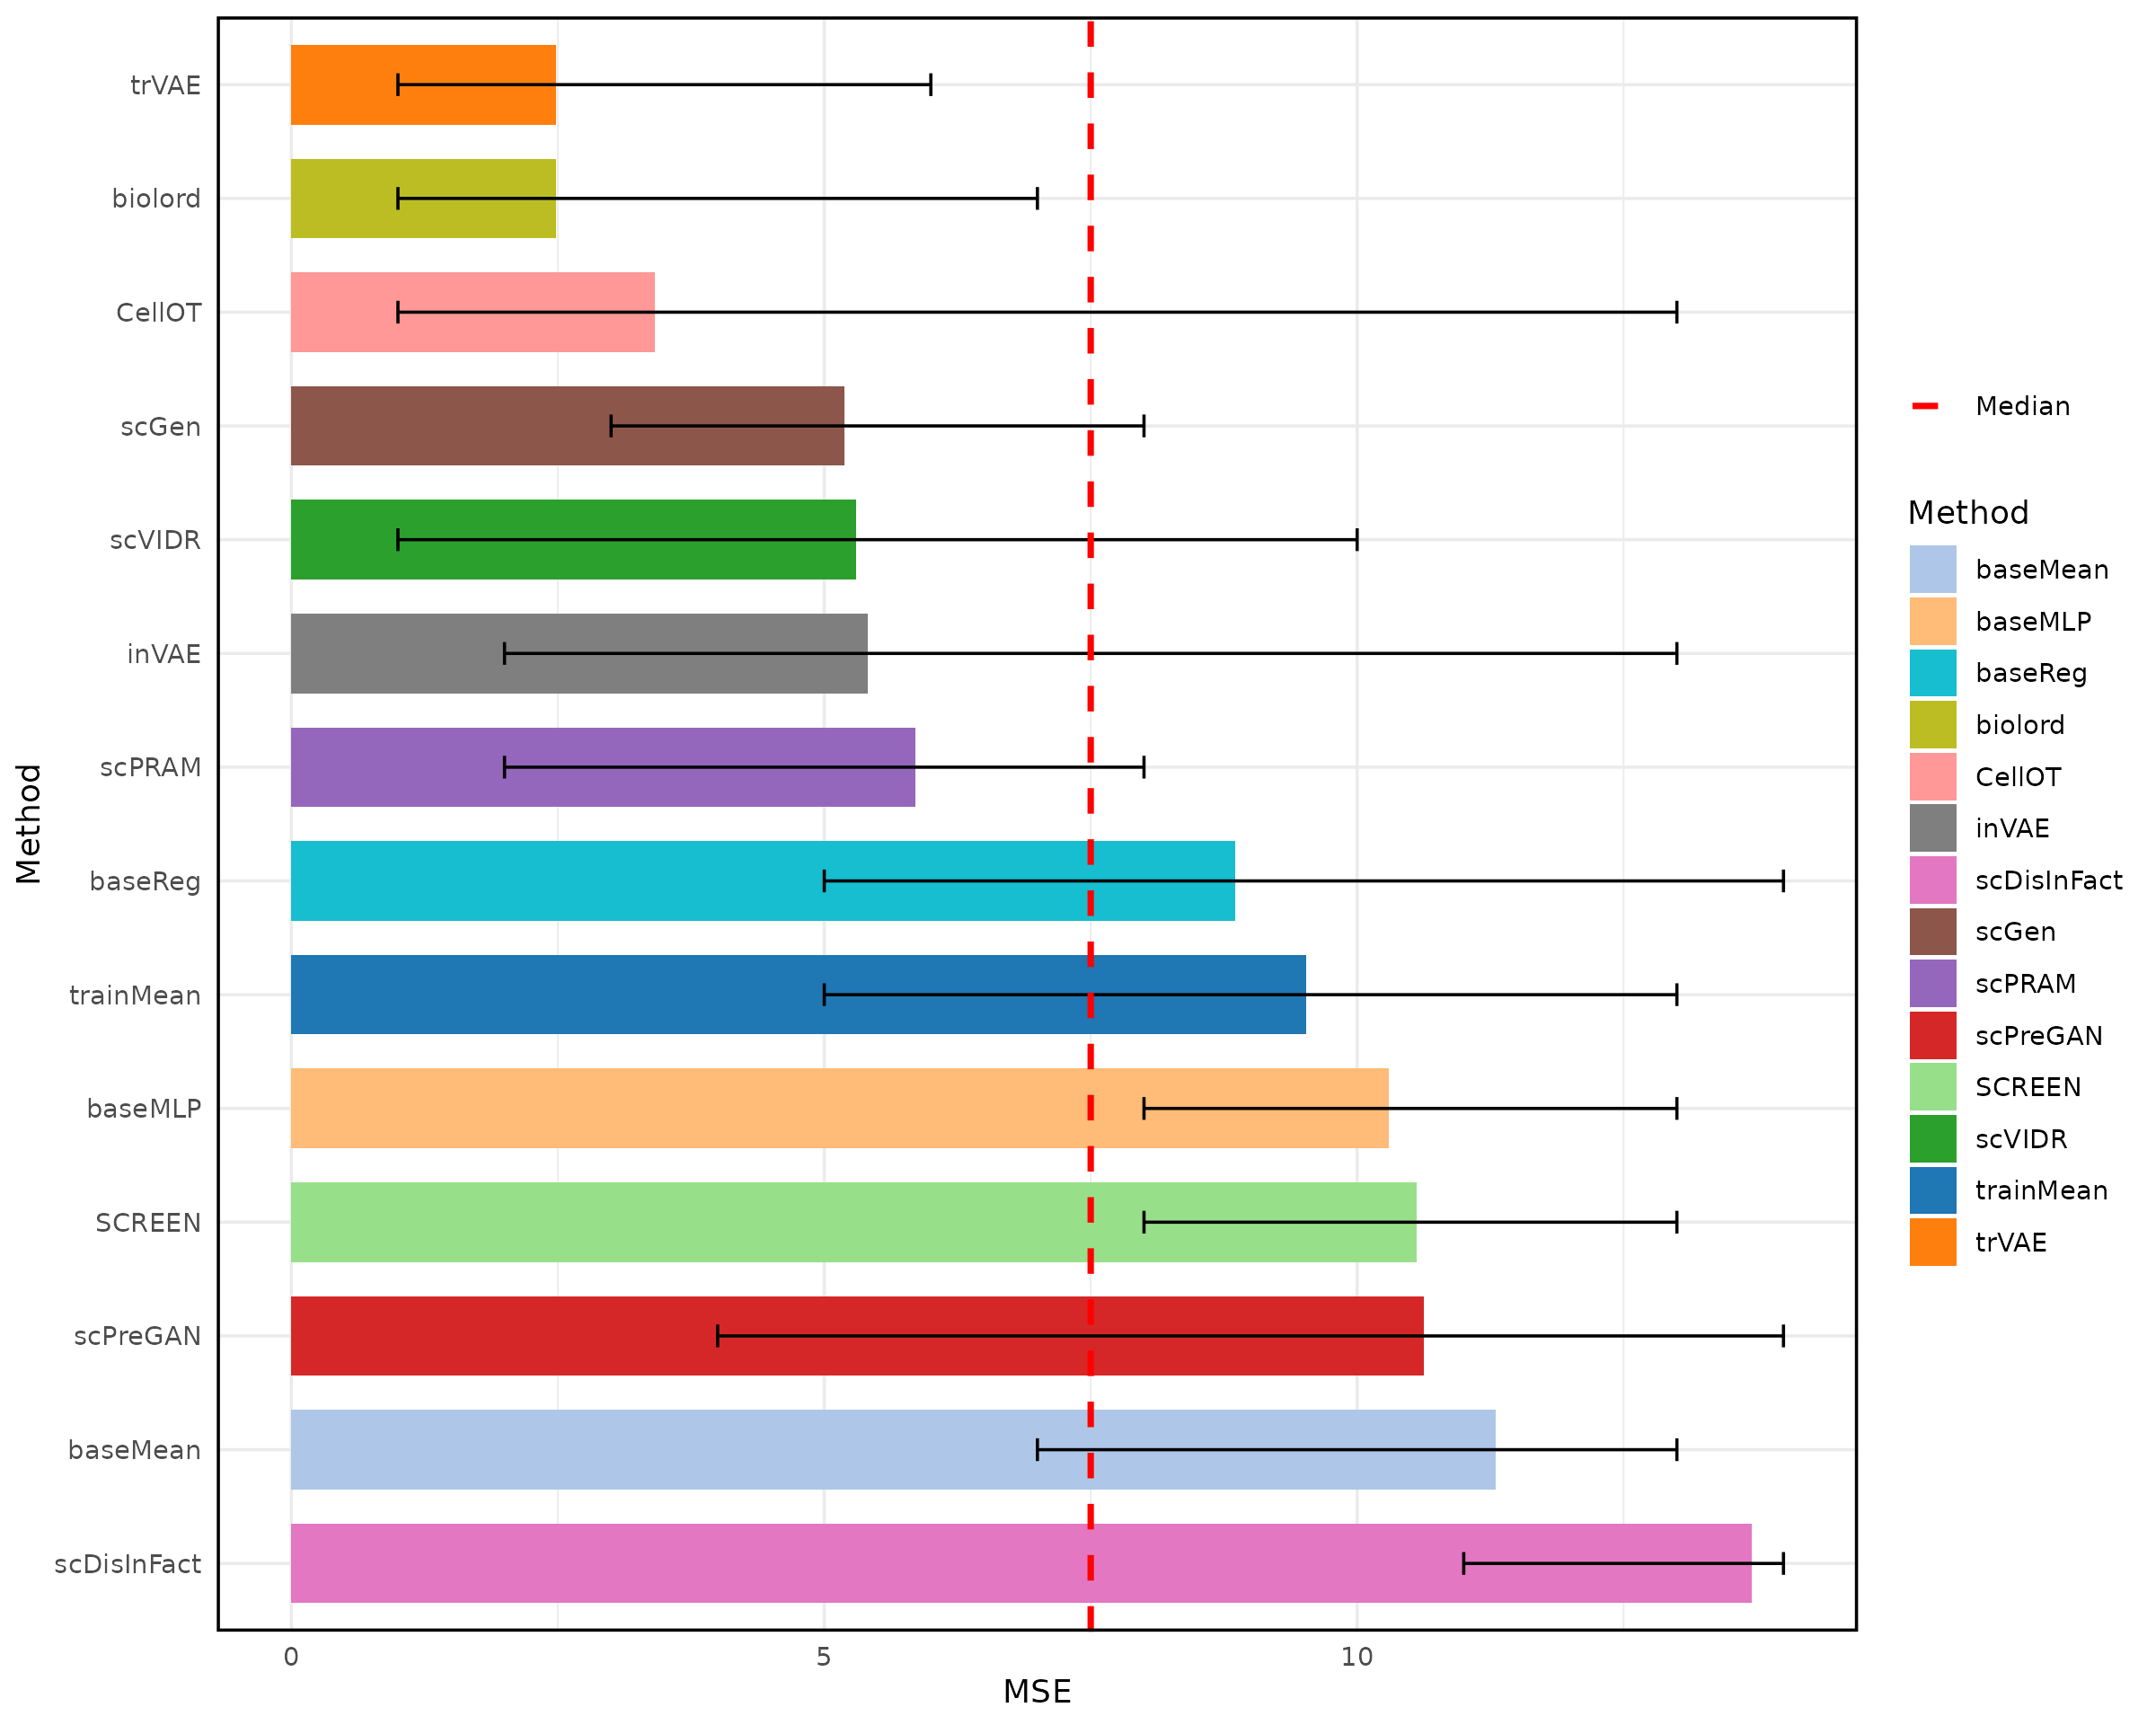 trVAE
biolord
CellOT
scGen
scVIDR
inVAE
scPRAM
baseReg
trainMean
baseMLP
SCREEN
scPreGAN
baseMean
scDisInFact
Method
0 5 10
MSE
Median
Method
baseMean
baseMLP
baseReg
biolord
CellOT
inVAE
scDisInFact
scGen
scPRAM
scPreGAN
SCREEN
scVIDR
trainMean
trVAE